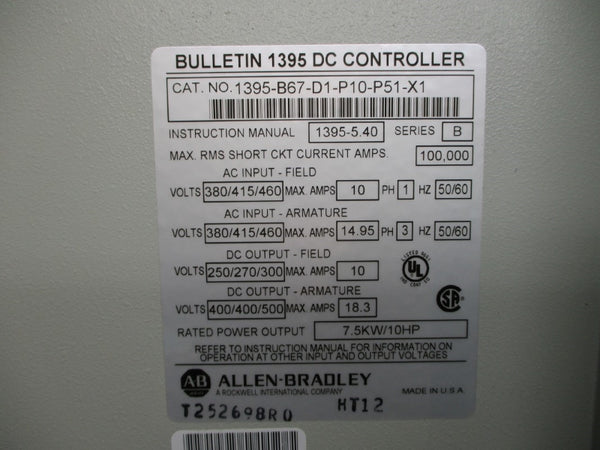 BULLETIN 1395 DC CONTROLLER
CAT. NO. 1395-B67-D1-P10-P51-X1
INSTRUCTION MANUAL 1395-5.40 SERIES B
MAX. RMS SHORT CKT CURRENT AMPS. 100,000
AC INPUT - FIELD
VOLTS 380/415/460 MAX. AMPS 10 PH 1 HZ 50/60
AC INPUT - ARMATURE
VOLTS 380/415/460 MAX. AMPS 14.95 PH 3 HZ 50/60
DC OUTPUT - FIELD
VOLTS 250/270/300 MAX. AMPS 10
DC OUTPUT - ARMATURE
VOLTS 400/400/500 MAX. AMPS 18.3
LISTED
UL
SA
RATED POWER OUTPUT 7.5KW/10HP
REFER TO INSTRUCTION MANUAL FOR INFORMATION ON
OPERATION AT OTHER INPUT AND OUTPUT VOLTAGES
AB ALLEN-BRADLEY
A ROCKWELL INTERNATIONAL COMPANY MADE IN U.S.A.
T252698R0 HT12